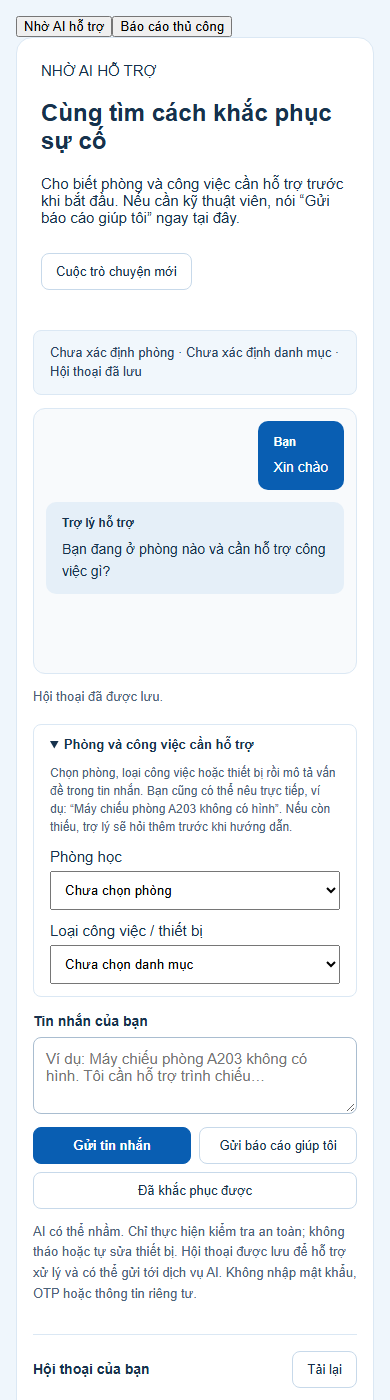 Nhờ AI hỗ trợ Báo cáo thủ công
NHỜ AI HỖ TRỢ
Cùng tìm cách khắc phục
sự cố
Cho biết phòng và công việc cần hỗ trợ trước
khi bắt đầu. Nếu cần kỹ thuật viên, nói “Gửi
báo cáo giúp tôi” ngay tại đây.
Cuộc trò chuyện mới
Chưa xác định phòng · Chưa xác định danh mục ·
Hội thoại đã lưu
Bạn
Xin chào
Trợ lý hỗ trợ
Bạn đang ở phòng nào và cần hỗ trợ công
việc gì?
Hội thoại đã được lưu.
▼ Phòng và công việc cần hỗ trợ
Chọn phòng, loại công việc hoặc thiết bị rồi mô tả vấn
đề trong tin nhắn. Bạn cũng có thể nêu trực tiếp, ví
dụ: “Máy chiếu phòng A203 không có hình”. Nếu còn
thiếu, trợ lý sẽ hỏi thêm trước khi hướng dẫn.
Phòng học
Chưa chọn phòng
Loại công việc / thiết bị
Chưa chọn danh mục
Tin nhắn của bạn
Ví dụ: Máy chiếu phòng A203 không có
hình. Tôi cần hỗ trợ trình chiếu…
Gửi tin nhắn Gửi báo cáo giúp tôi
Đã khắc phục được
AI có thể nhầm. Chỉ thực hiện kiểm tra an toàn; không
tháo hoặc tự sửa thiết bị. Hội thoại được lưu để hỗ trợ
xử lý và có thể gửi tới dịch vụ AI. Không nhập mật khẩu,
OTP hoặc thông tin riêng tư.
Hội thoại của bạn Tải lại